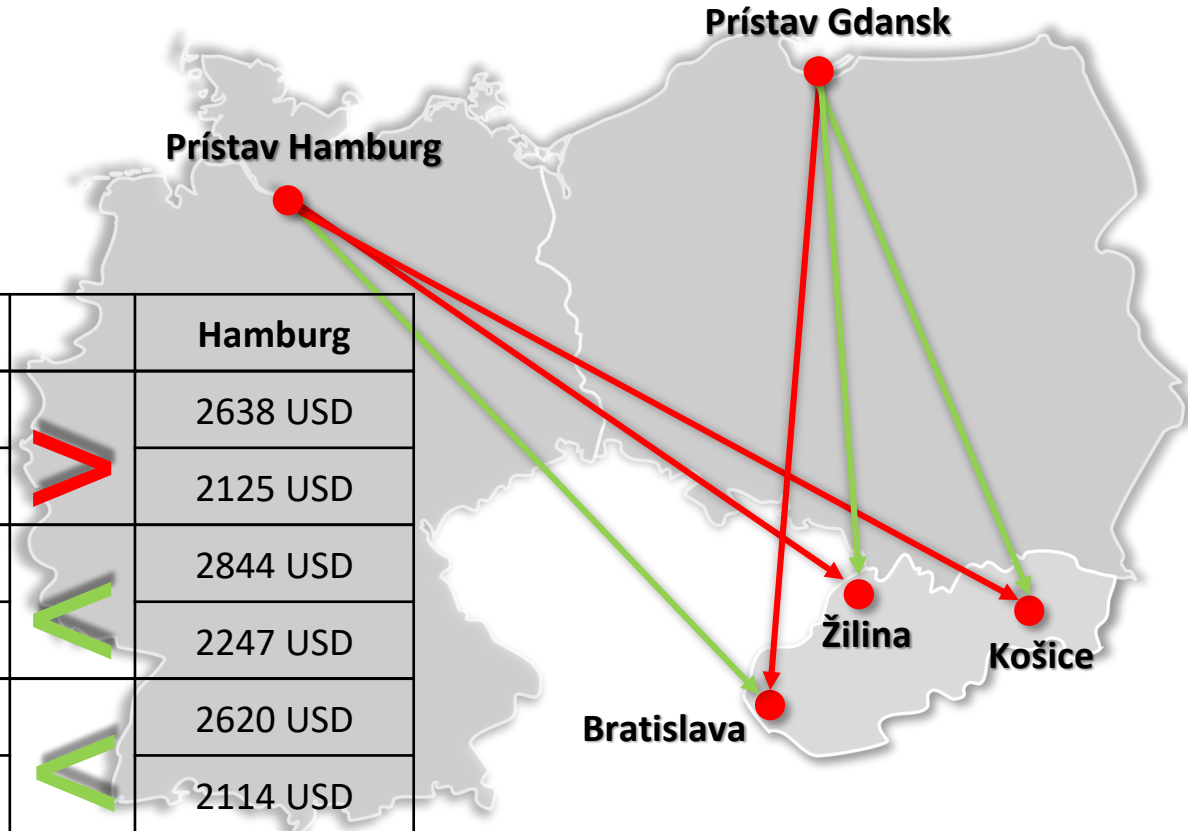 Prístav Gdansk
Prístav Hamburg
Hamburg
2638 USD
>
2125 USD
2844 USD
<
2247 USD
2620 USD
<
2114 USD
Žilina
Košice
Bratislava